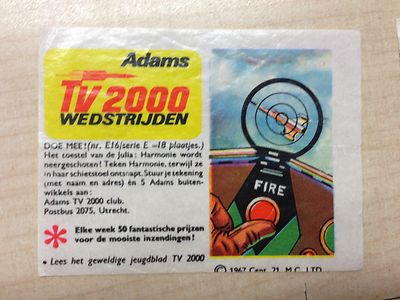 Adams
TV 2000
WEDSTRIJDEN
DOE MEE! (nr. E16/serie E – 18 plaatjes.)
Het toestel van de Julia: Harmonie wordt
neergeschoten! Teken Harmonie, terwijl ze
in haar schietstoel ontsnapt. Stuur je tekening
(met naam en adres) èn 5 Adams buiten-
wikkels aan:
Adams TV 2000 club.
Postbus 2075, Utrecht.
* Elke week 50 fantastische prijzen
voor de mooiste inzendingen!
• Lees het geweldige jeugdblad TV 2000
FIRE
© 1967 Cent. 21 M.C. LTD